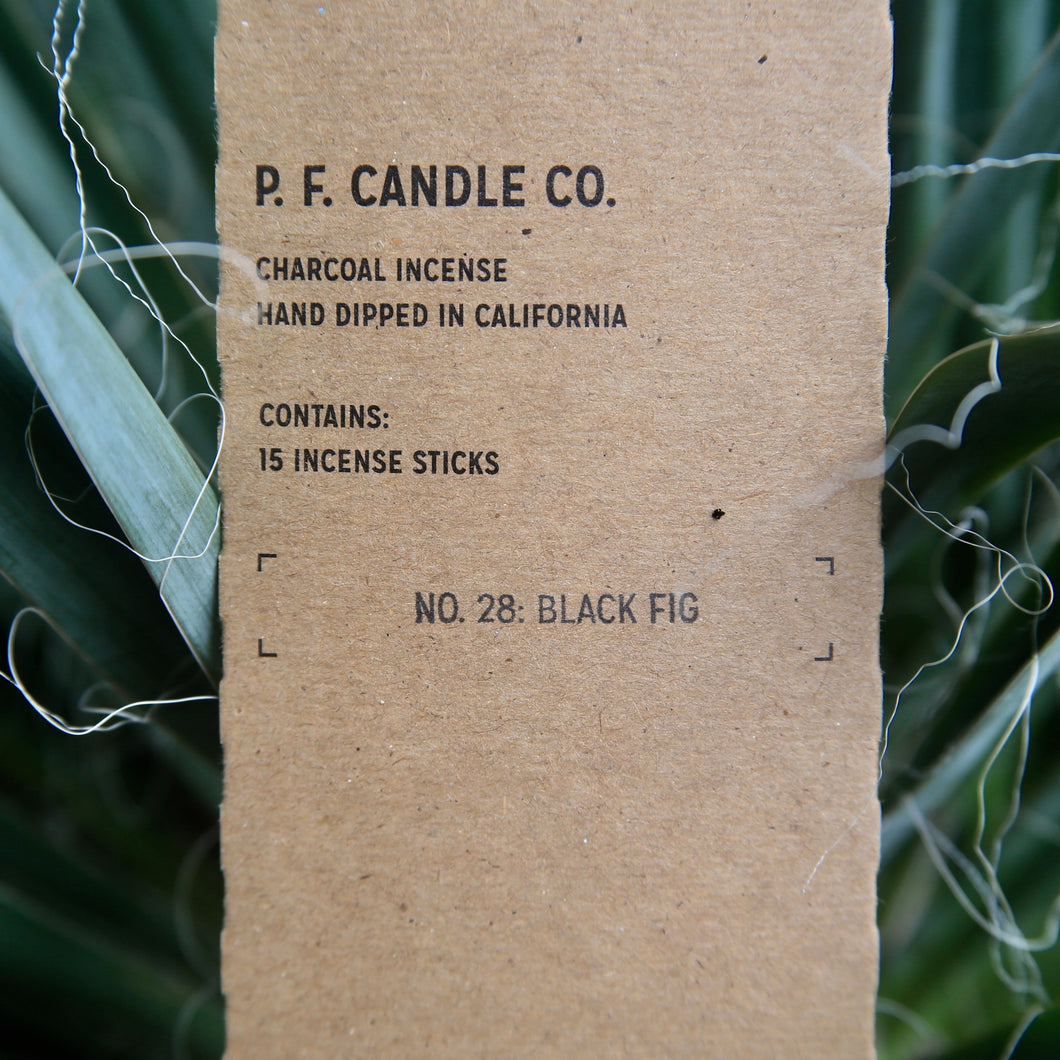 P. F. CANDLE CO.
CHARCOAL INCENSE
HAND DIPPED IN CALIFORNIA
CONTAINS:
15 INCENSE STICKS
NO. 28: BLACK FIG